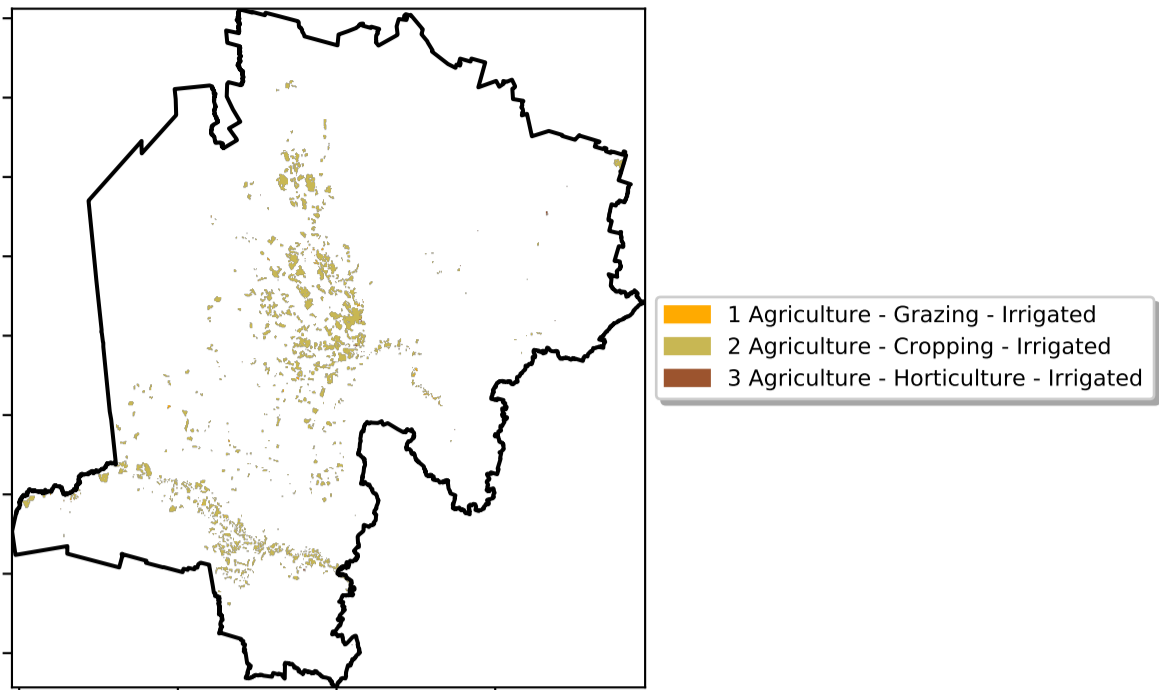 1 Agriculture - Grazing - Irrigated
2 Agriculture - Cropping - Irrigated
3 Agriculture - Horticulture - Irrigated